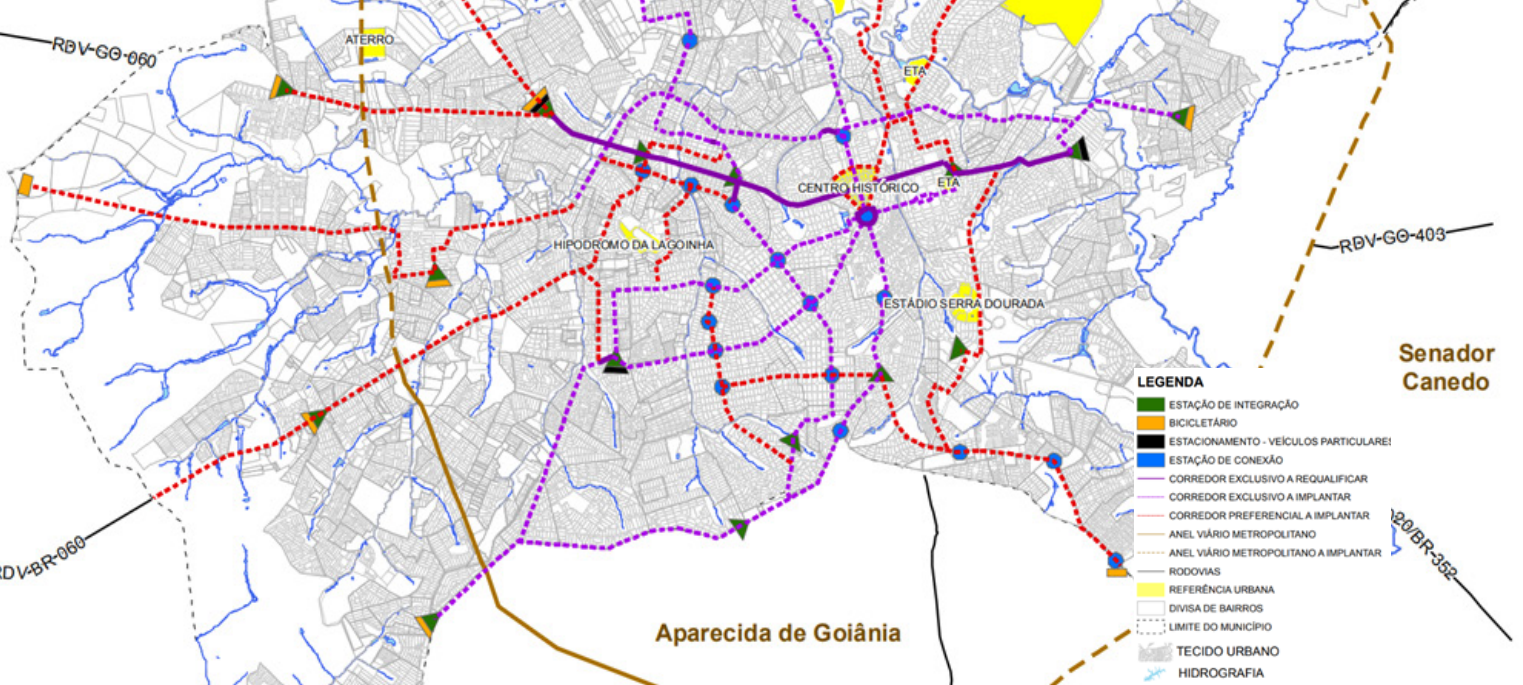 RDV-GO-060
ATERRO
ETA
CENTRO HISTÓRICO
ETA
HIPODROMO DA LAGOINHA
RDV-GO-403
ESTÁDIO SERRA DOURADA
Senador
Canedo
LEGENDA
ESTAÇÃO DE INTEGRAÇÃO
BICICLETÁRIO
ESTACIONAMENTO - VEÍCULOS PARTICULARES
ESTAÇÃO DE CONEXÃO
CORREDOR EXCLUSIVO A REQUALIFICAR
CORREDOR EXCLUSIVO A IMPLANTAR
CORREDOR PREFERENCIAL A IMPLANTAR
ANEL VIÁRIO METROPOLITANO
ANEL VIÁRIO METROPOLITANO A IMPLANTAR
RODOVIAS
REFERÊNCIA URBANA
DIVISA DE BAIRROS
LIMITE DO MUNICÍPIO
TECIDO URBANO
HIDROGRAFIA
RDV-BR-060
020/BR-352
Aparecida de Goiânia